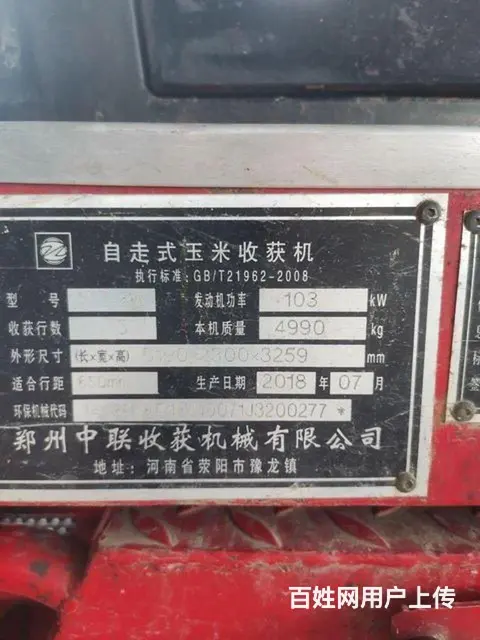 自走式玉米收获机
执行标准:GB/T21962-2008
型 号 发动机功率 103 kW
收获行数 本机质量 4990 kg
外形尺寸 (长×宽×高) 3259 mm
适合行距 650mm 生产日期 2018 年 07 月
环保机械代码 J3200277*
郑州中联收获机械有限公司
地址:河南省荥阳市豫龙镇
百姓网用户上传